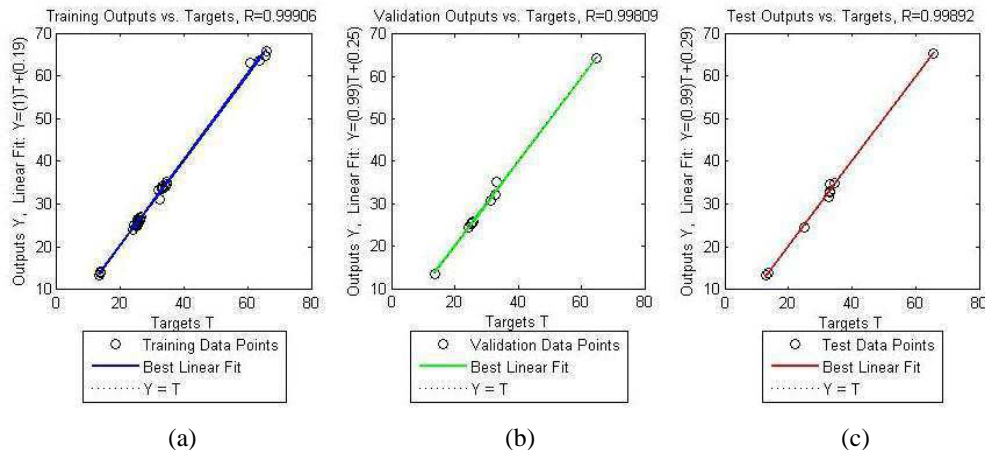 Training Outputs vs. Targets, R=0.99906
Outputs Y, Linear Fit: Y=(1)T+(0.19)
70
60
50
40
30
20
10
0 20 40 60 80
Targets T
Training Data Points
Best Linear Fit
Y = T
(a)
Validation Outputs vs. Targets, R=0.99809
Outputs Y, Linear Fit: Y=(0.99)T+(0.25)
70
60
50
40
30
20
10
0 20 40 60 80
Targets T
Validation Data Points
Best Linear Fit
Y = T
(b)
Test Outputs vs. Targets, R=0.99892
Outputs Y, Linear Fit: Y=(0.99)T+(0.29)
70
60
50
40
30
20
10
0 20 40 60 80
Targets T
Test Data Points
Best Linear Fit
Y = T
(c)